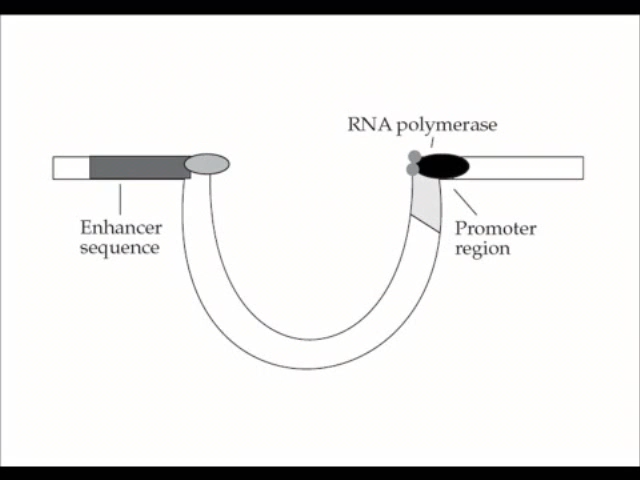 RNA polymerase
Enhancer
sequence
Promoter
region